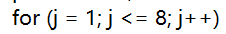 for (j = 1; j <= 8; j++)